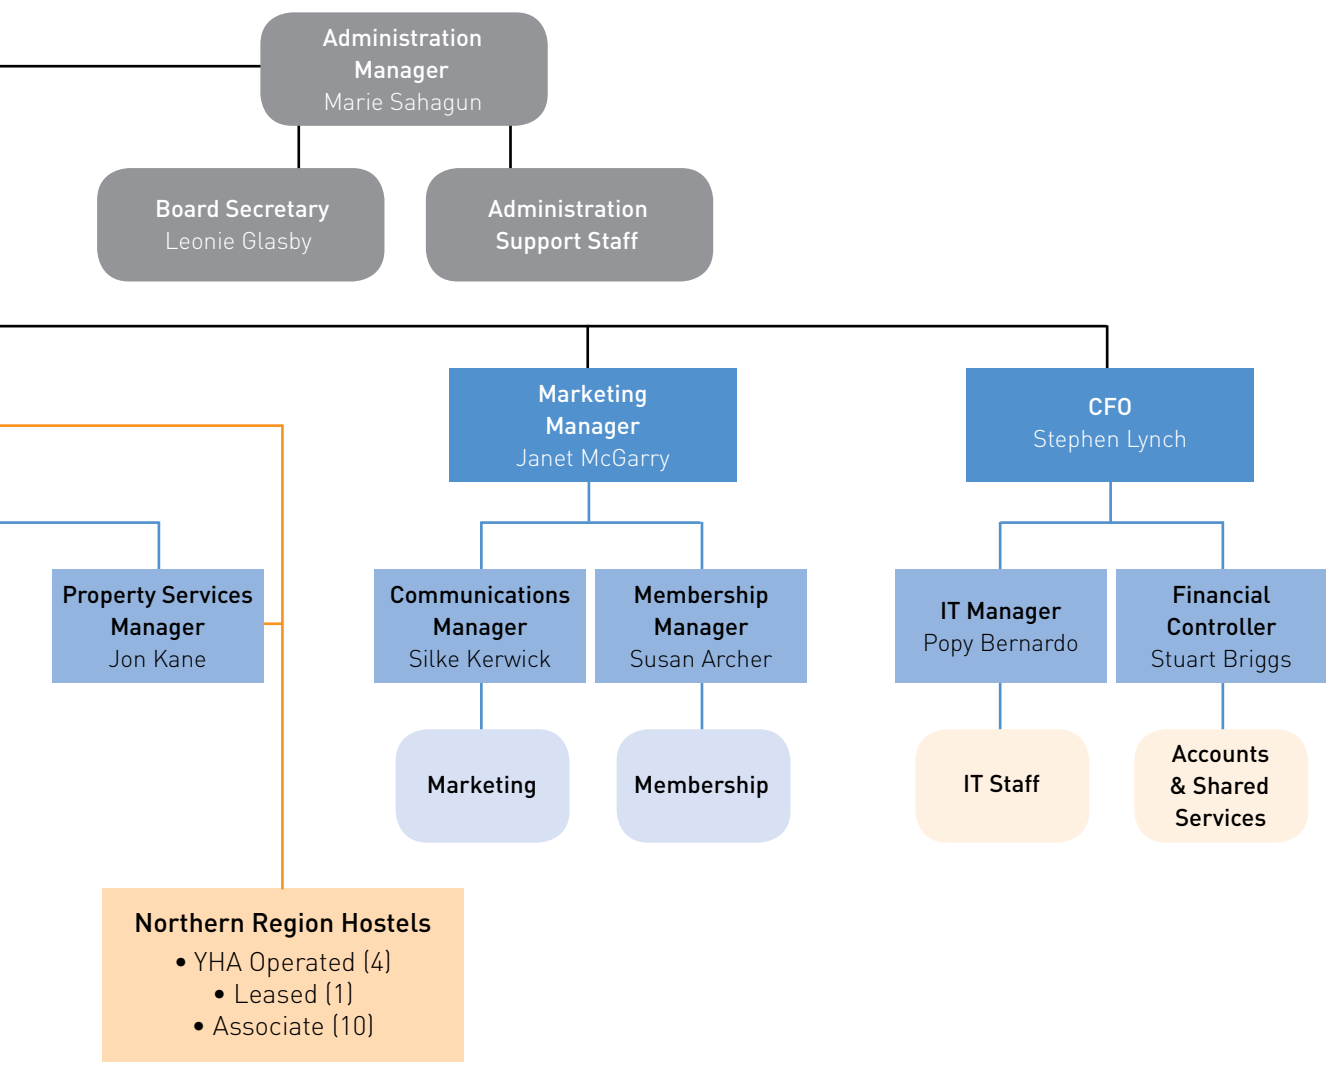 Administration
Manager
Marie Sahagun
Board Secretary
Leonie Glasby
Administration
Support Staff
Marketing
Manager
Janet McGarry
CFO
Stephen Lynch
Property Services
Manager
Jon Kane
Communications
Manager
Silke Kerwick
Membership
Manager
Susan Archer
IT Manager
Popy Bernardo
Financial
Controller
Stuart Briggs
Marketing
Membership
IT Staff
Accounts
& Shared
Services
Northern Region Hostels
• YHA Operated (4)
• Leased (1)
• Associate (10)